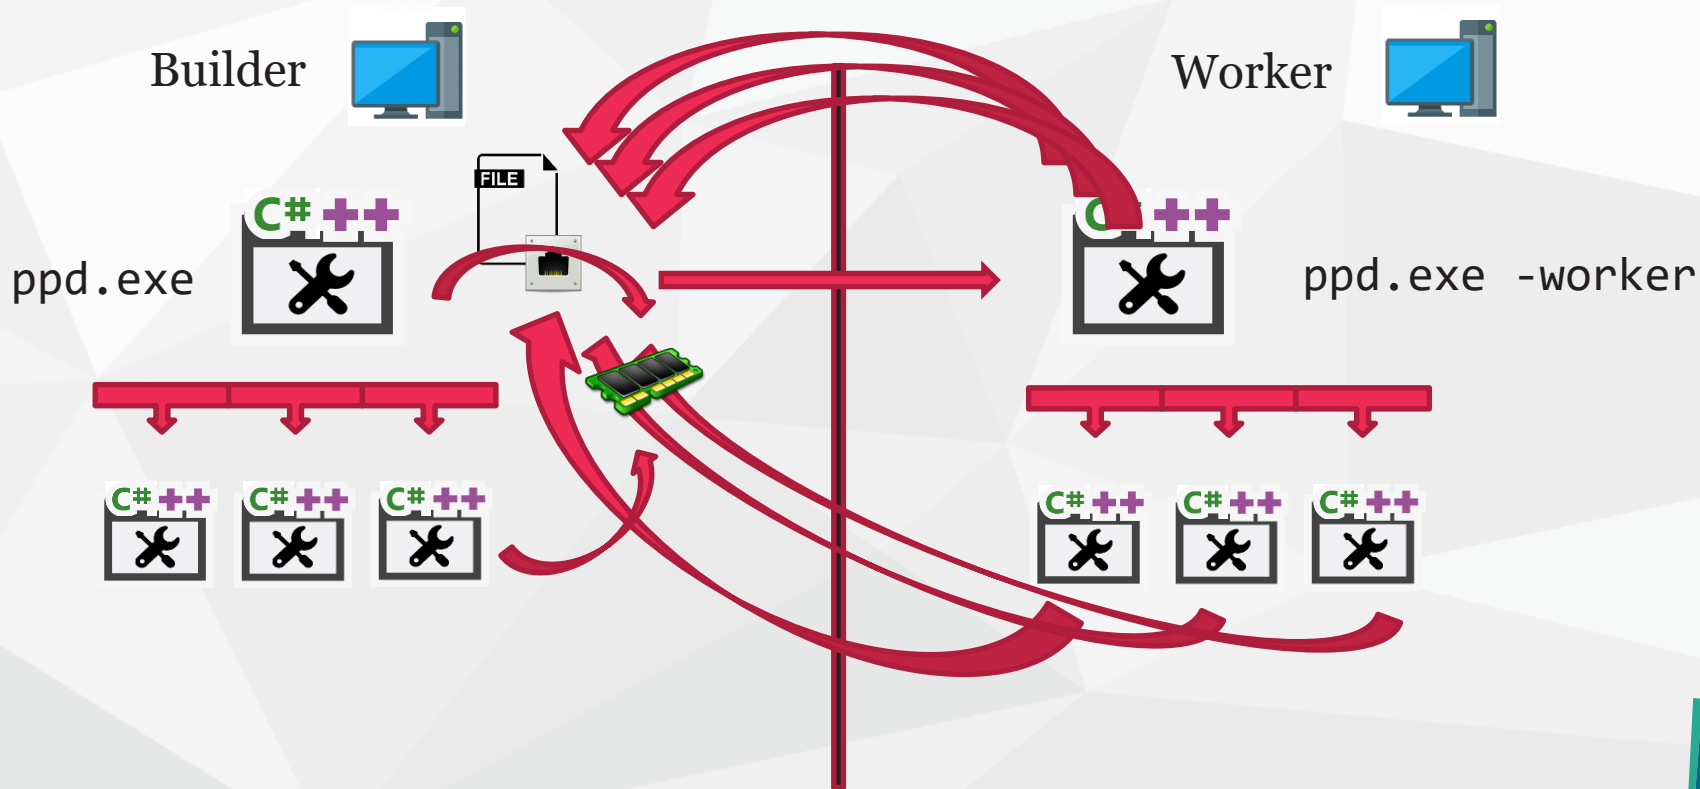 Builder
Worker
FILE
C# ++
C++
ppd.exe
ppd.exe -worker
C# ++
C# ++
C# ++
C# ++
C# ++
C# ++